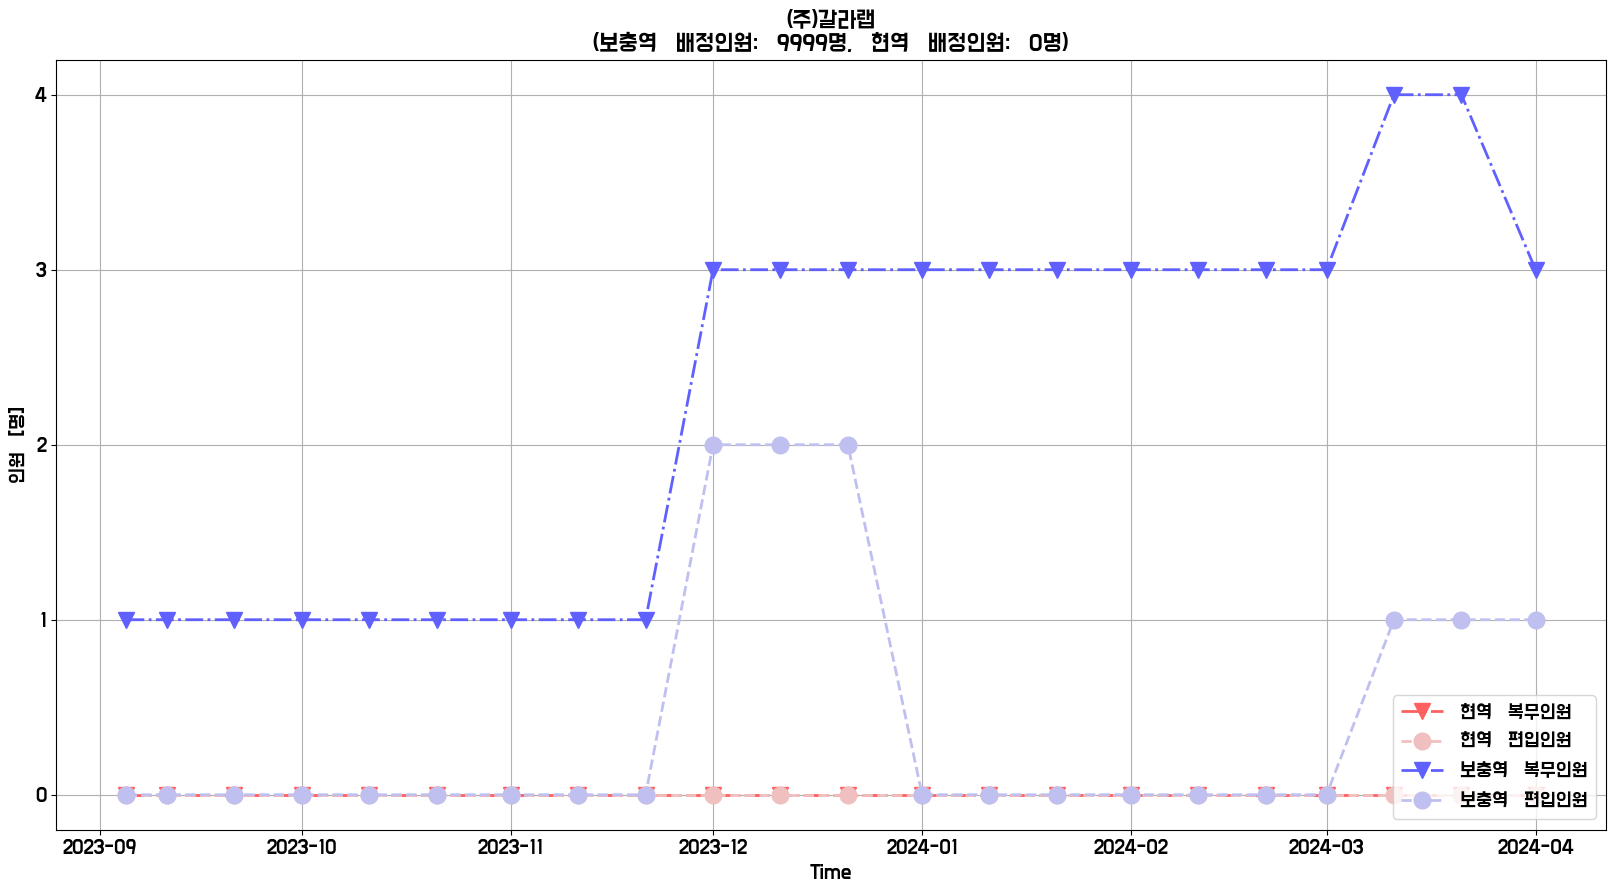 (주)갈라랩
(보충역 배정인원: 9999명, 현역 배정인원: 0명)
4
3
2
1
0
인원 [명]
2023-09 2023-10 2023-11 2023-12 2024-01 2024-02 2024-03 2024-04
Time
현역 복무인원
현역 편입인원
보충역 복무인원
보충역 편입인원